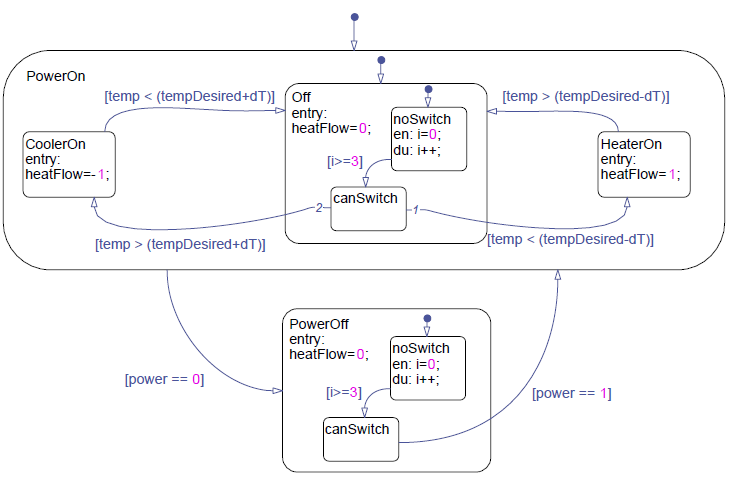 PowerOn
[temp < (tempDesired+dT)]
Off
entry:
heatFlow=0;
noSwitch
en: i=0;
du: i++;
[temp > (tempDesired-dT)]
CoolerOn
entry:
heatFlow=-1;
[i>=3]
HeaterOn
entry:
heatFlow=1;
canSwitch
2
1
[temp > (tempDesired+dT)]
[temp < (tempDesired-dT)]
PowerOff
entry:
heatFlow=0;
noSwitch
en: i=0;
du: i++;
[power == 0]
[i>=3]
[power == 1]
canSwitch